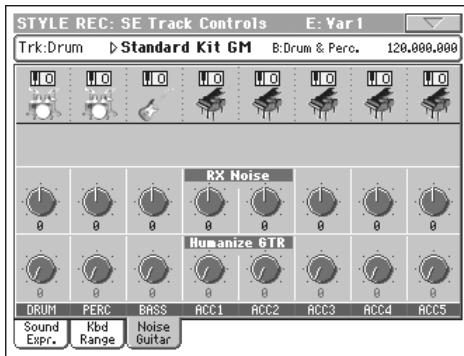 STYLE REC: SE Track Controls E: Var1
Trk:Drum Standard Kit GM B:Drum & Perc. 120.000.000
RX Noise
0 0 0 0 0 0 0 0
Humanize GTR
0 0 0 0 0 0 0 0
DRUM PERC BASS ACC1 ACC2 ACC3 ACC4 ACC5
Sound Expr. Kbd Range Noise Guitar